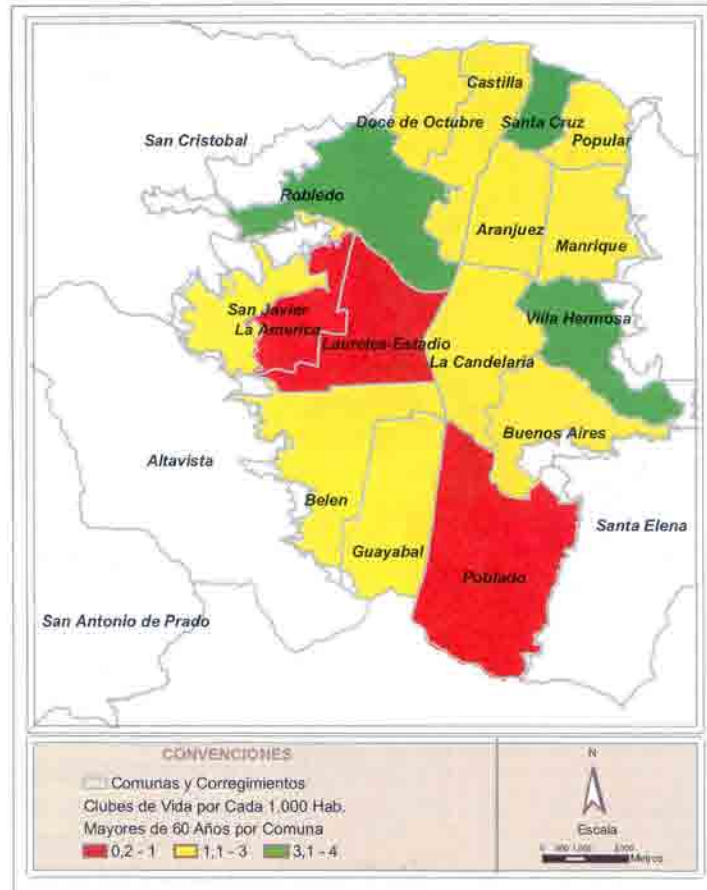 Castilla
Doce de Octubre
Santa Cruz
San Cristobal
Popular
Robledo
Aranjuez
Manrique
San Javier
Villa Hermosa
La America
Laureles-Estadio
La Candelaria
Buenos Aires
Altavista
Belen
Santa Elena
Guayabal
Poblado
San Antonio de Prado
CONVENCIONES
Comunas y Corregimientos
Clubes de Vida por Cada 1.000 Hab.
Mayores de 60 Años por Comuna
0,2 - 1 1,1 - 3 3,1 - 4
N
Escala
Metros